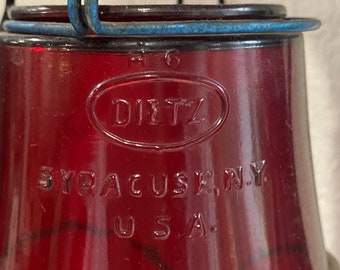 H G
DIETZ
SYRACUSE, N.Y.
U.S.A.